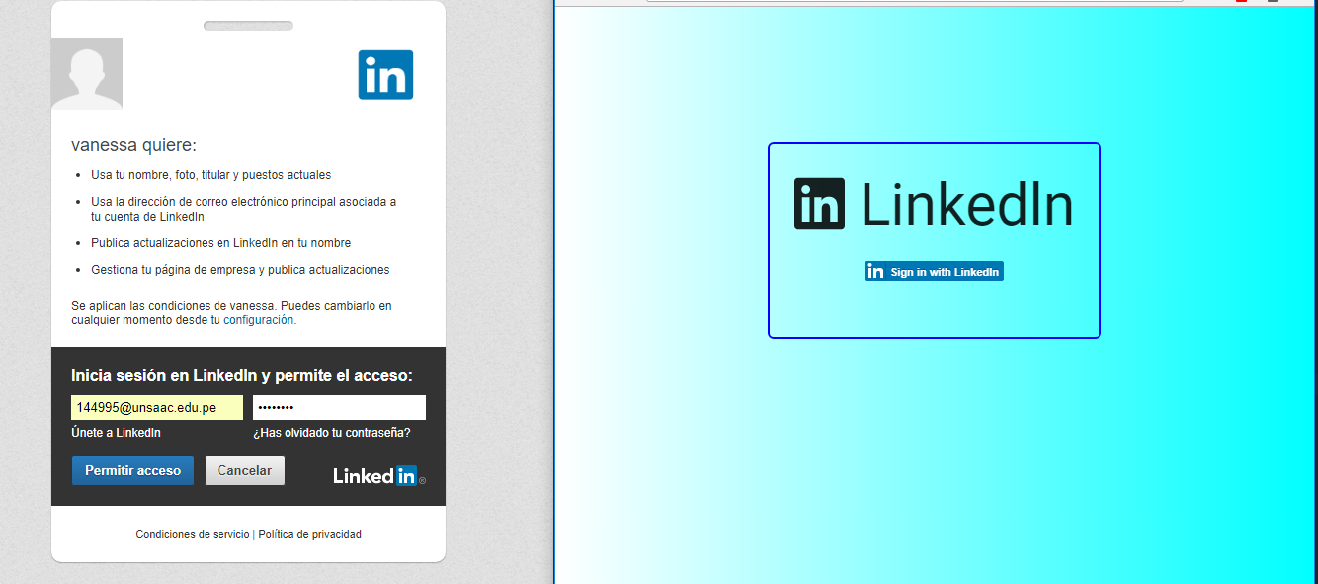 in
vanessa quiere:
Usa tu nombre, foto, titular y puestos actuales
Usa la dirección de correo electrónico principal asociada a
tu cuenta de LinkedIn
Publica actualizaciones en LinkedIn en tu nombre
Gestiona tu página de empresa y publica actualizaciones
Se aplican las condiciones de vanessa. Puedes cambiarlo en
cualquier momento desde tu configuración.
Inicia sesión en LinkedIn y permite el acceso:
144995@unsaac.edu.pe ••••••••
Únete a LinkedIn ¿Has olvidado tu contraseña?
Permitir acceso Cancelar Linkedin®
Condiciones de servicio | Política de privacidad
in LinkedIn
in Sign in with LinkedIn